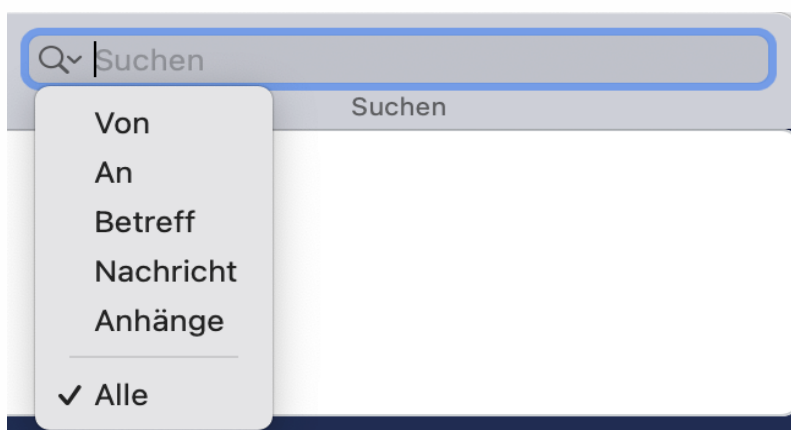 Suchen
Suchen
Von
An
Betreff
Nachricht
Anhänge
Alle